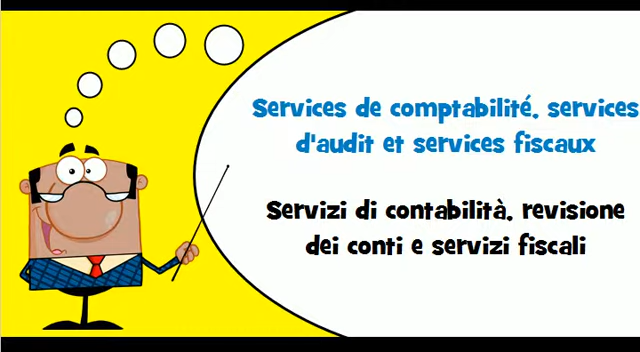 Services de comptabilité, services
d'audit et services fiscaux
Servizi di contabilità, revisione
dei conti e servizi fiscali